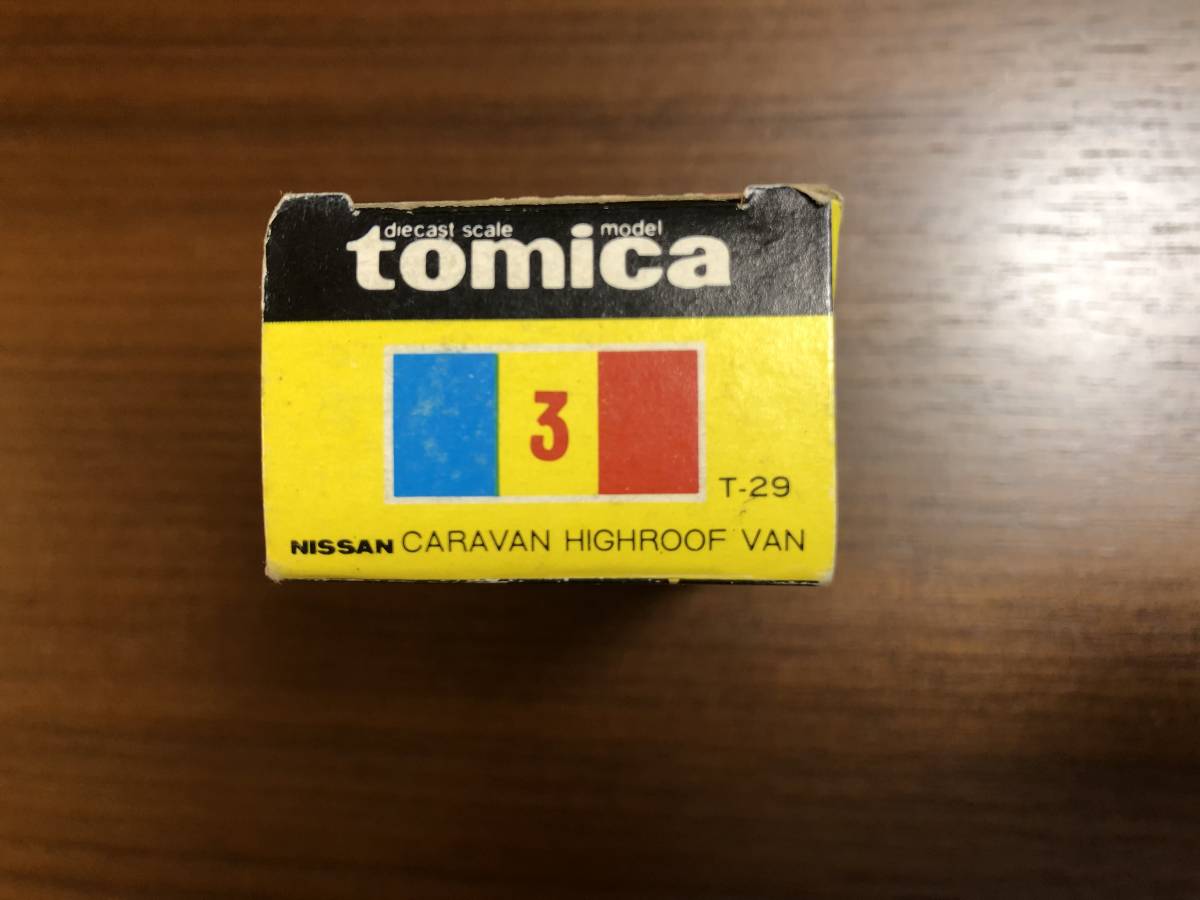 diecast scale model
tomica
3
T-29
NISSAN CARAVAN HIGHROOF VAN